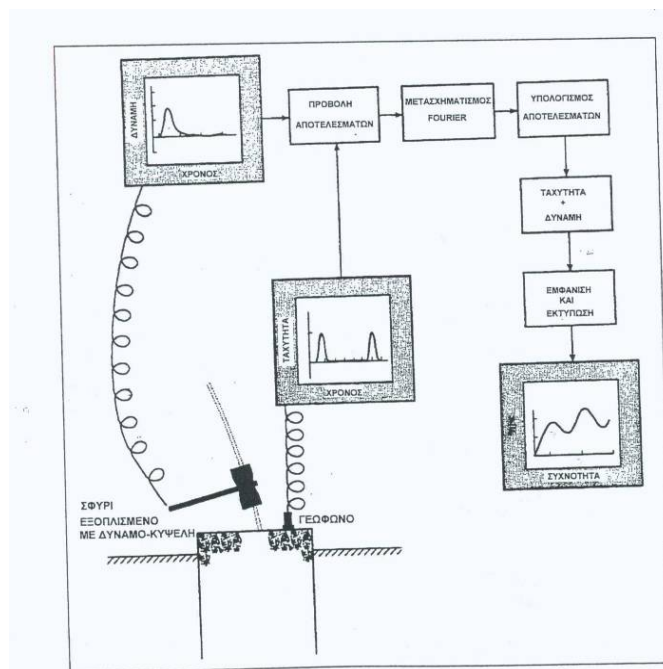 ΔΥΝΑΜΗ
ΧΡΟΝΟΣ
ΠΡΟΒΟΛΗ
ΑΠΟΤΕΛΕΣΜΑΤΩΝ
ΜΕΤΑΣΧΗΜΑΤΙΣΜΟΣ
FOURIER
ΥΠΟΛΟΓΙΣΜΟΣ
ΑΠΟΤΕΛΕΣΜΑΤΩΝ
ΤΑΧΥΤΗΤΑ
+
ΔΥΝΑΜΗ
ΕΜΦΑΝΙΣΗ
ΚΑΙ
ΕΚΤΥΠΩΣΗ
ΤΑΧΥΤΗΤΑ
ΧΡΟΝΟΣ
ΣΥΧΝΟΤΗΤΑ
ΣΦΥΡΙ
ΕΞΟΠΛΙΣΜΕΝΟ
ΜΕ ΔΥΝΑΜΟ-ΚΥΨΕΛΗ
ΓΕΩΦΩΝΟ